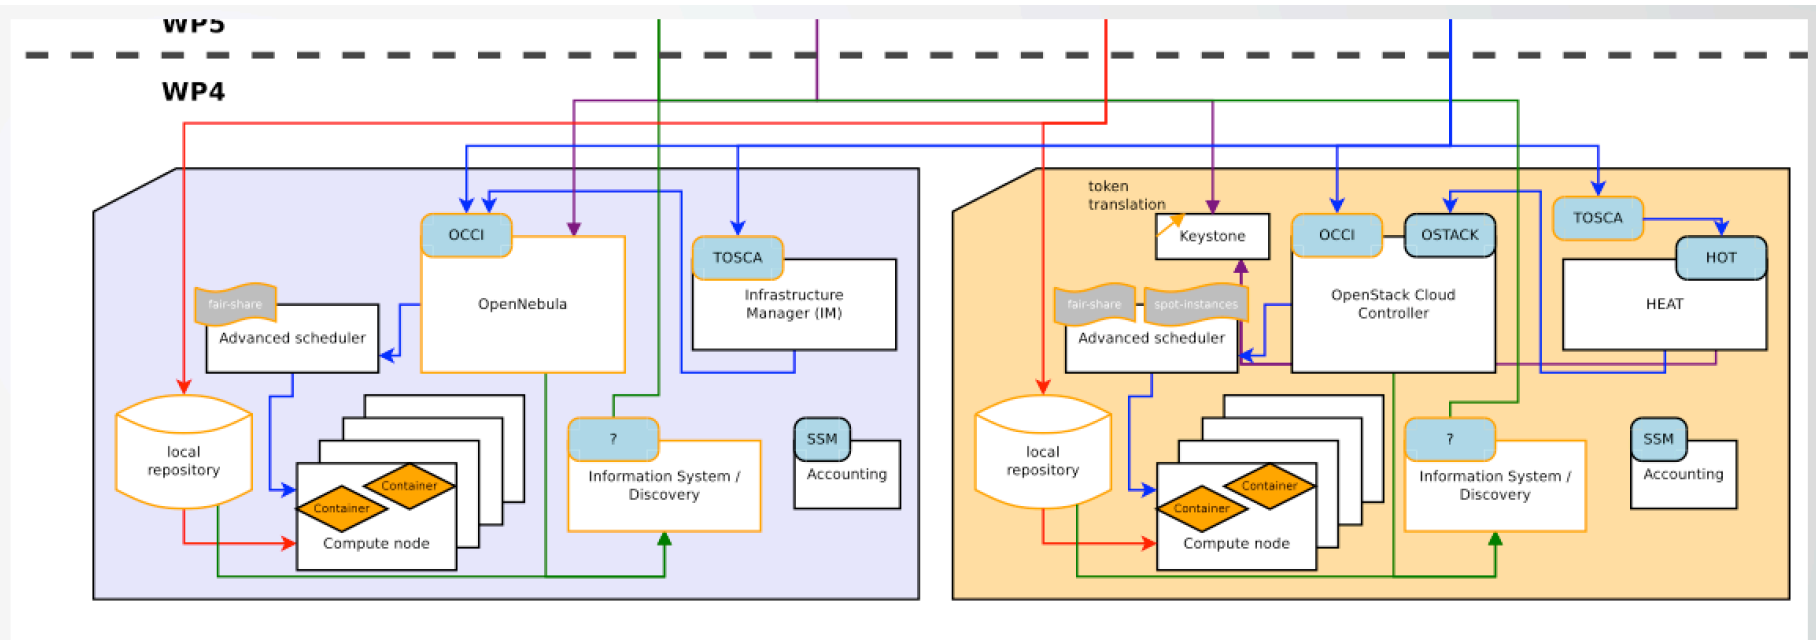 WP5
WP4
OCCI
OpenNebula
TOSCA
Infrastructure
Manager (IM)
fair-share
Advanced scheduler
local
repository
Container
Container
Compute node
?
Information System /
Discovery
SSM
Accounting
token
translation
Keystone
OCCI
OSTACK
OpenStack Cloud
Controller
TOSCA
HOT
HEAT
fair-share
spot-instances
Advanced scheduler
local
repository
Container
Container
Compute node
?
Information System /
Discovery
SSM
Accounting